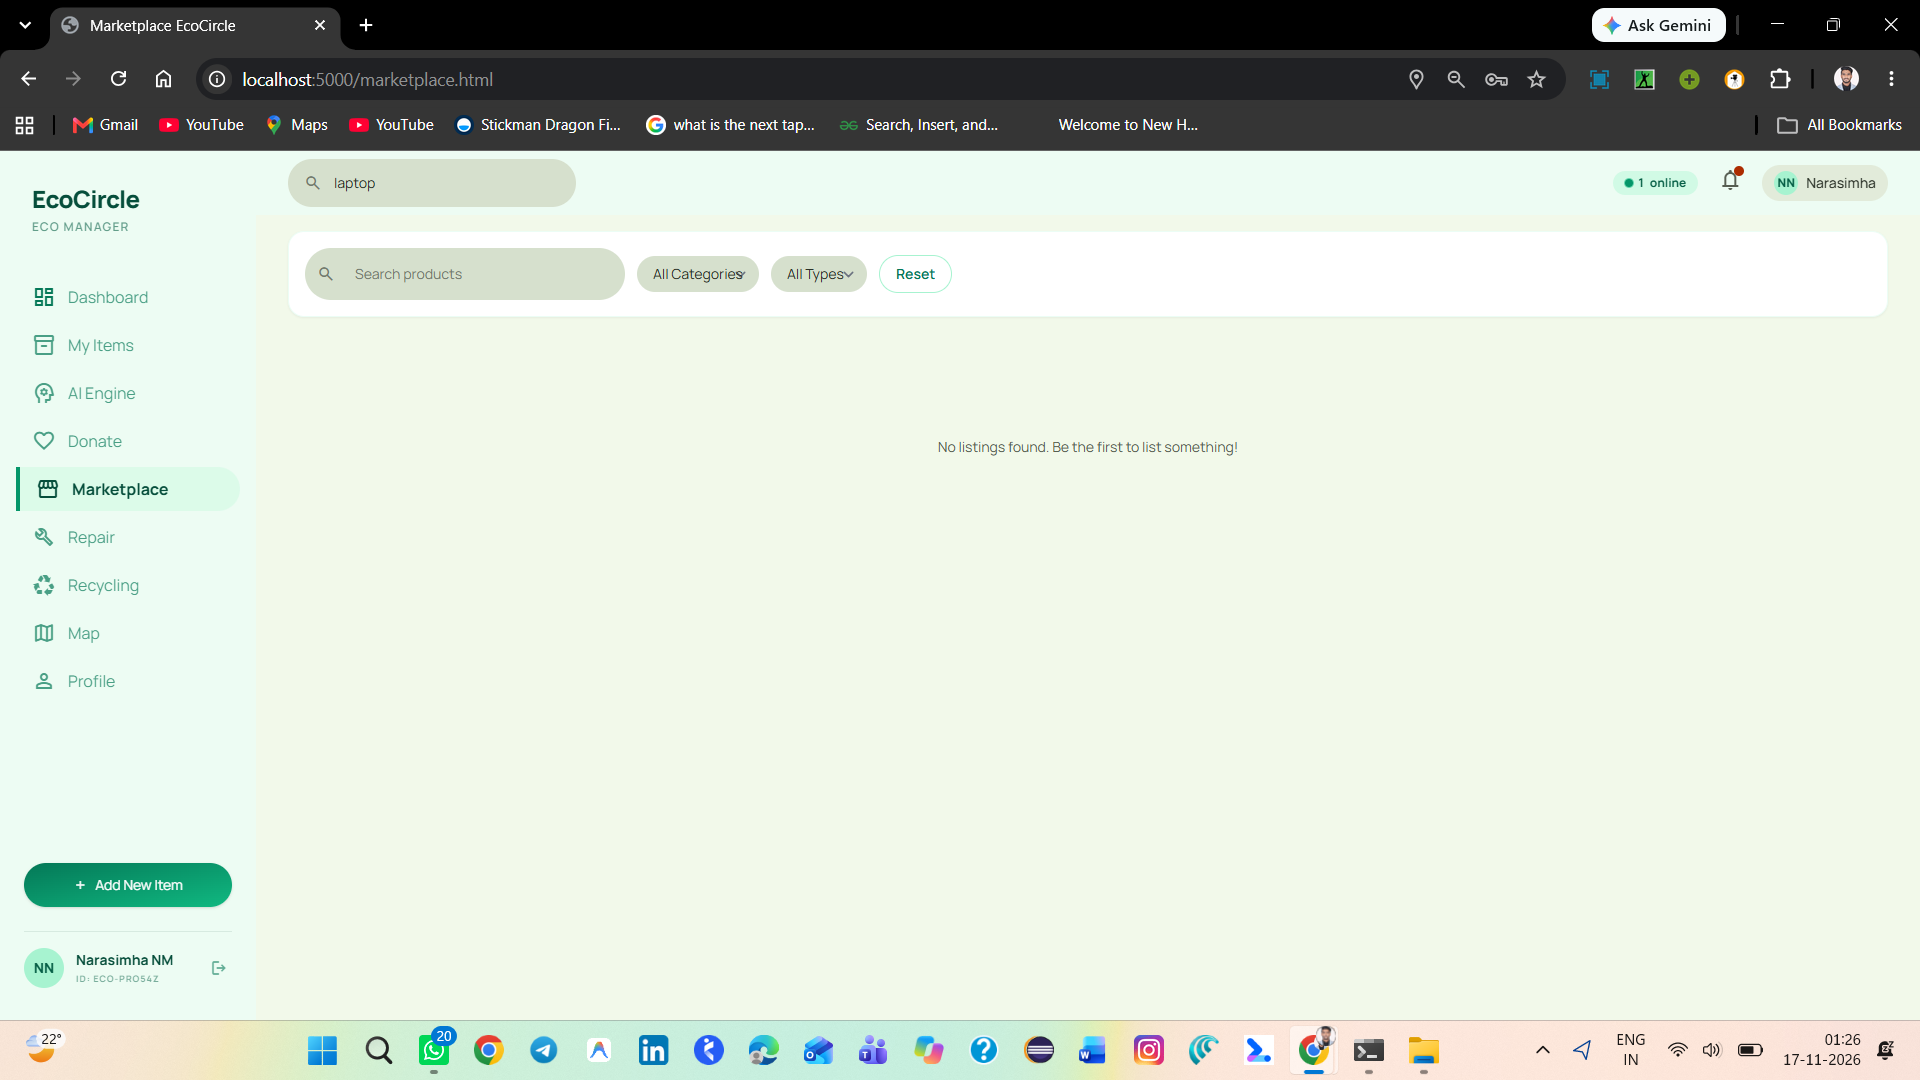 Marketplace EcoCircle
Ask Gemini
localhost:5000/marketplace.html
Gmail
YouTube
Maps
YouTube
Stickman Dragon Fi...
what is the next tap...
Search, Insert, and...
Welcome to New H...
All Bookmarks
EcoCircle
ECO MANAGER
laptop
1 online
NN
Narasimha
Search products
All Categories
All Types
Reset
Dashboard
My Items
AI Engine
Donate
Marketplace
Repair
Recycling
Map
Profile
No listings found. Be the first to list something!
+ Add New Item
NN
Narasimha NM
ID: ECO-PRO54Z
22°
20
ENG
IN
01:26
17-11-2026